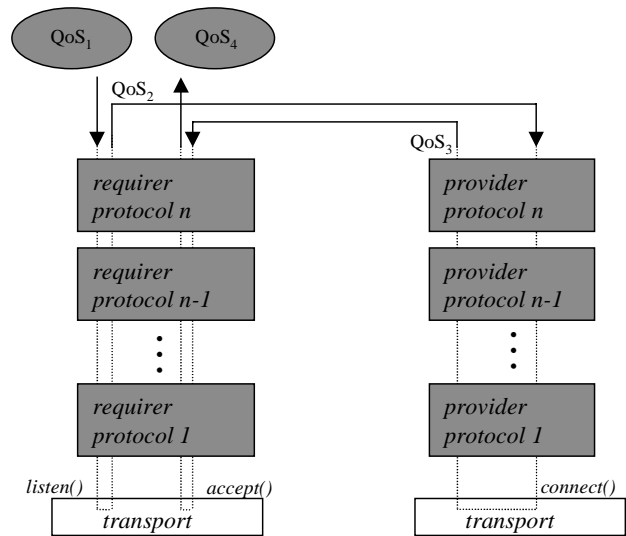 QoS₁ QoS₄
QoS₂
QoS₃
requirer provider
protocol n protocol n
requirer provider
protocol n-1 protocol n-1
requirer provider
protocol 1 protocol 1
listen() accept() connect()
transport transport